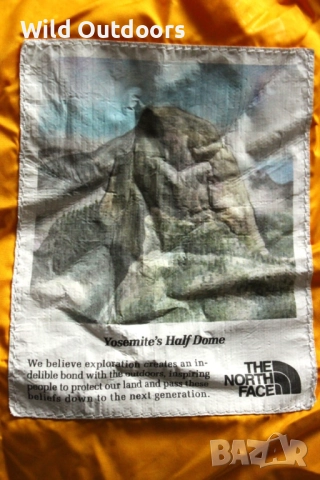 Wild Outdoors
Yosemite's Half Dome
We believe exploration creates an in-
delible bond with the outdoors, inspiring
people to protect our land and pass these
beliefs down to the next generation.
THE
NORTH
FACE
BAZAR